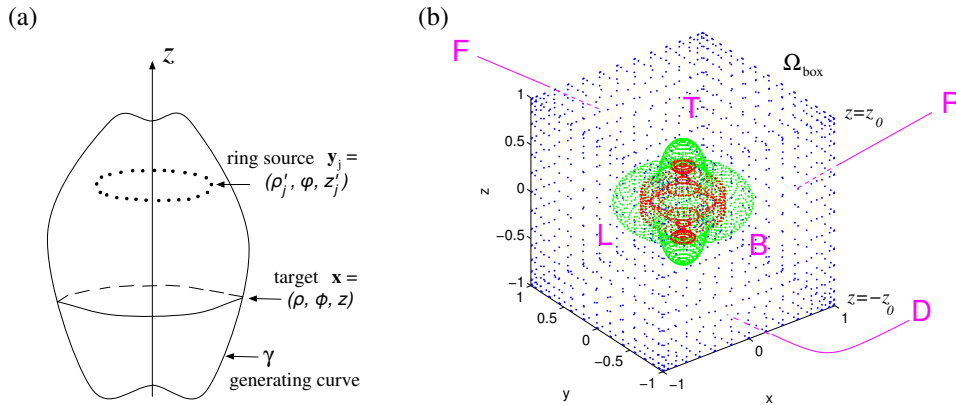 (a)
z
ring source y_j =
(ρ′_j, φ, z′_j)
target x =
(ρ, ϕ, z)
γ
generating curve
(b)
F
Ω_box
T
R
z=z_0
L
B
z=−z_0
D
1
0.5
0
−0.5
−1
z
1
0.5
0
−0.5
−1
y
−1
0
1
x